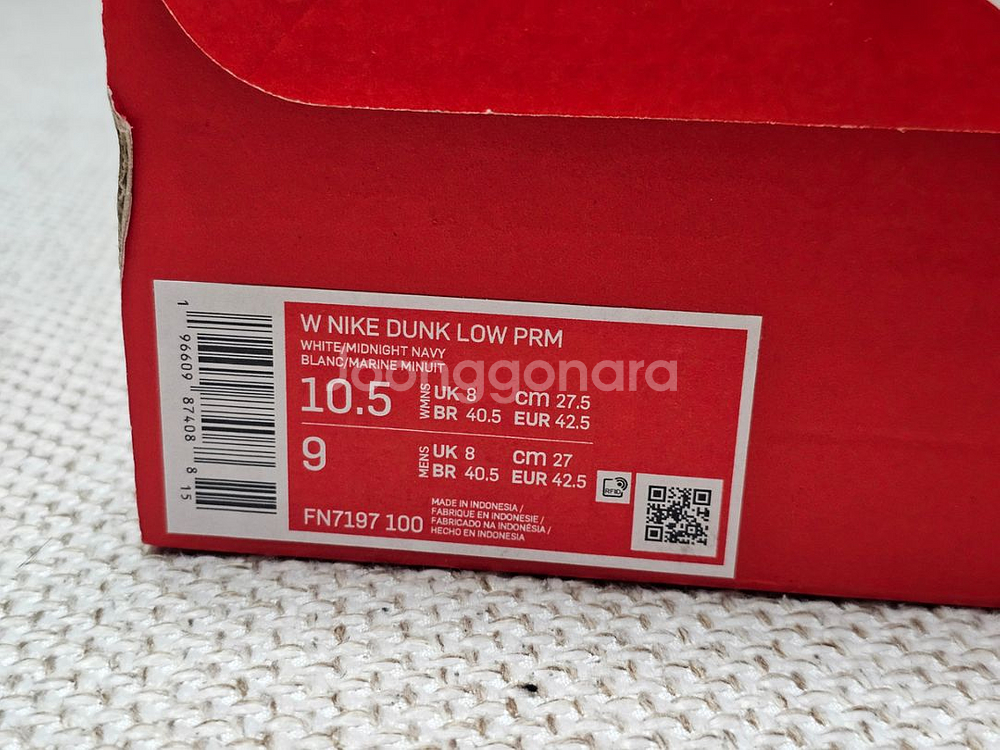 W NIKE DUNK LOW PRM
WHITE/MIDNIGHT NAVY
BLANC/MARINE MINUIT
joonggonara
10.5
WMNS
UK 8 cm 27.5
BR 40.5 EUR 42.5
9
MENS
UK 8 cm 27
BR 40.5 EUR 42.5
RFID
FN7197 100
MADE IN INDONESIA /
FABRIQUE EN INDONESIE /
FABRICADO NA INDONÉSIA /
HECHO EN INDONESIA
1 96609 87408 8 15